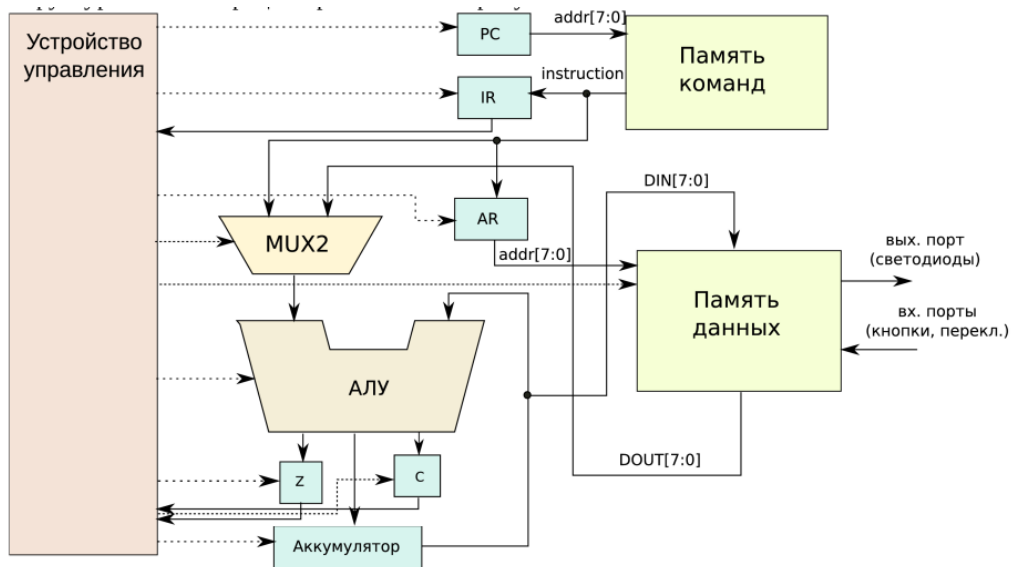 Устройство
управления
PC
addr[7:0]
Память
команд
IR
instruction
MUX2
AR
addr[7:0]
DIN[7:0]
Память
данных
вых. порт
(светодиоды)
вх. порты
(кнопки, перекл.)
АЛУ
DOUT[7:0]
Z
C
Аккумулятор